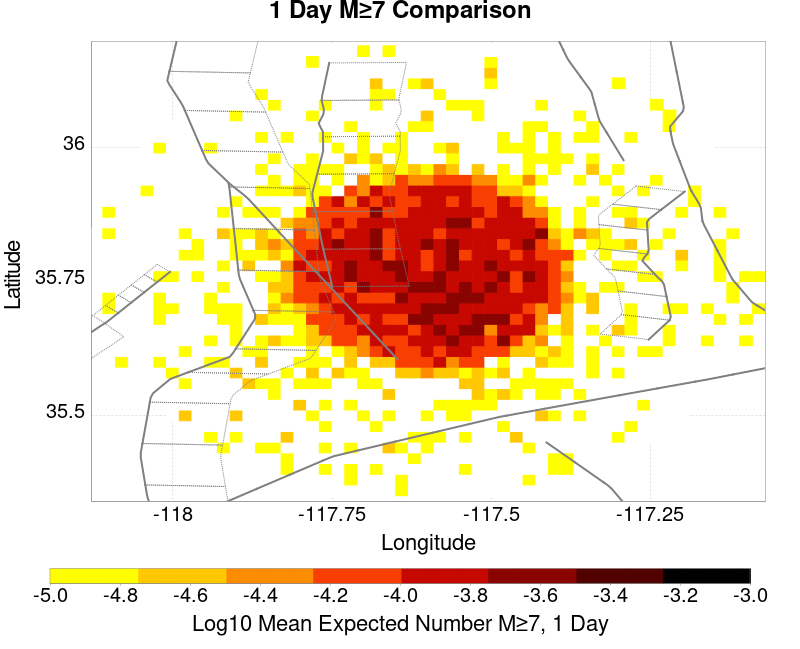 1 Day M≥7 Comparison
36
35.75
35.5
Latitude
-118 -117.75 -117.5 -117.25
Longitude
-5.0 -4.8 -4.6 -4.4 -4.2 -4.0 -3.8 -3.6 -3.4 -3.2 -3.0
Log10 Mean Expected Number M≥7, 1 Day